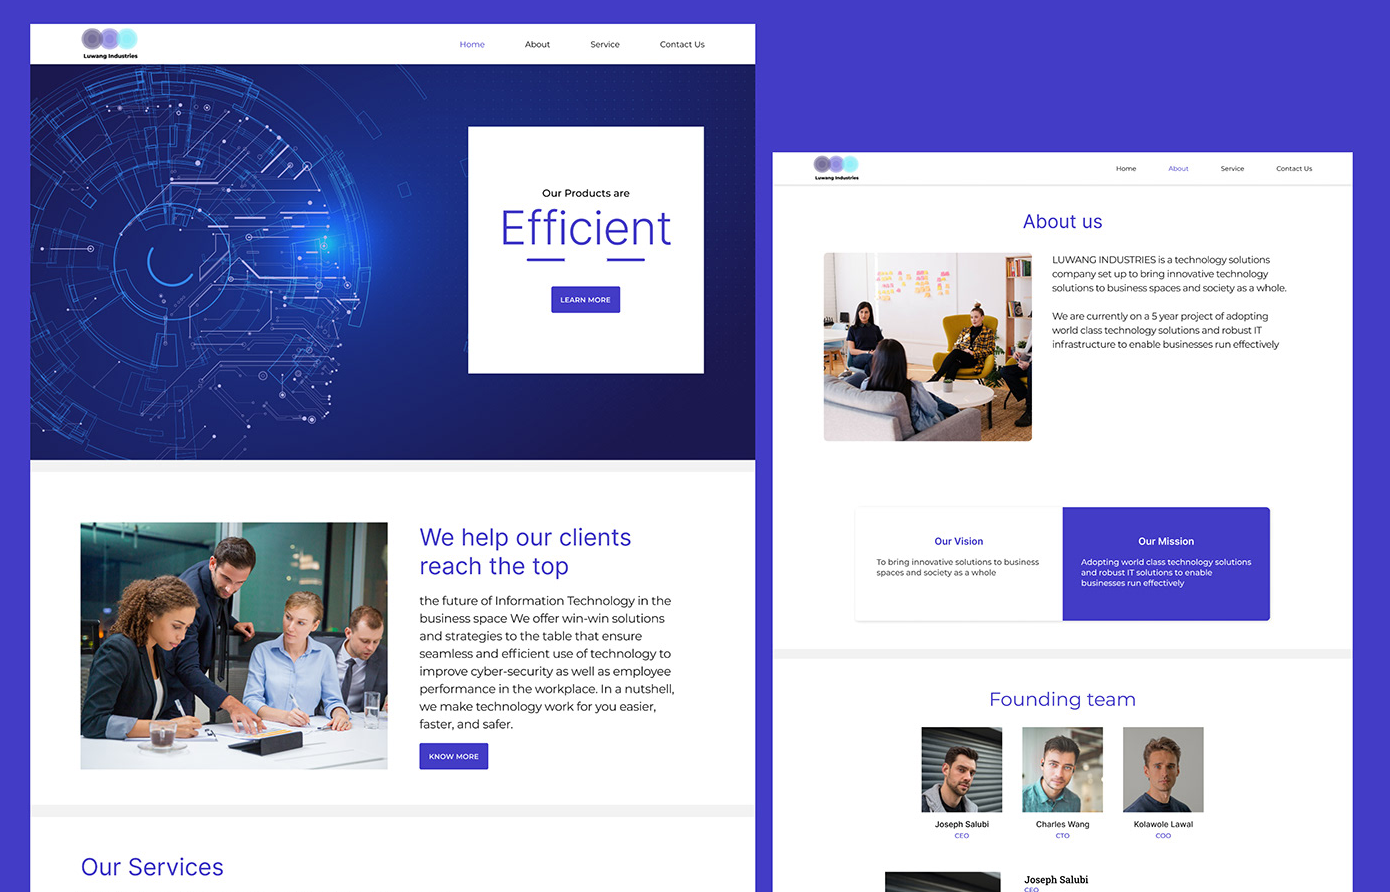 Luwang Industries
Home About Service Contact Us
Our Products are
Efficient
LEARN MORE
We help our clients
reach the top
the future of Information Technology in the
business space We offer win-win solutions
and strategies to the table that ensure
seamless and efficient use of technology to
improve cyber-security as well as employee
performance in the workplace. In a nutshell,
we make technology work for you easier,
faster, and safer.
KNOW MORE
Our Services
Luwang Industries
Home About Service Contact Us
About us
LUWANG INDUSTRIES is a technology solutions
company set up to bring innovative technology
solutions to business spaces and society as a whole.
We are currently on a 5 year project of adopting
world class technology solutions and robust IT
infrastructure to enable businesses run effectively
Our Vision
To bring innovative solutions to business
spaces and society as a whole
Our Mission
Adopting world class technology solutions
and robust IT solutions to enable
businesses run effectively
Founding team
Joseph Salubi
CEO
Charles Wang
CTO
Kolawole Lawal
COO
Joseph Salubi
CEO